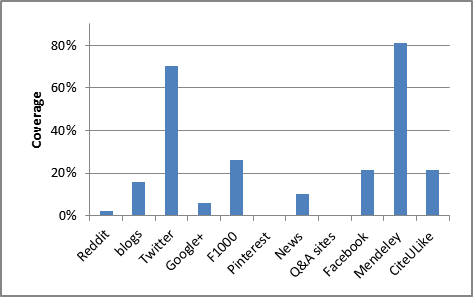 Coverage
80%
60%
40%
20%
0%
Reddit
blogs
Twitter
Google+
F1000
Pinterest
News
Q&A sites
Facebook
Mendeley
CiteULike